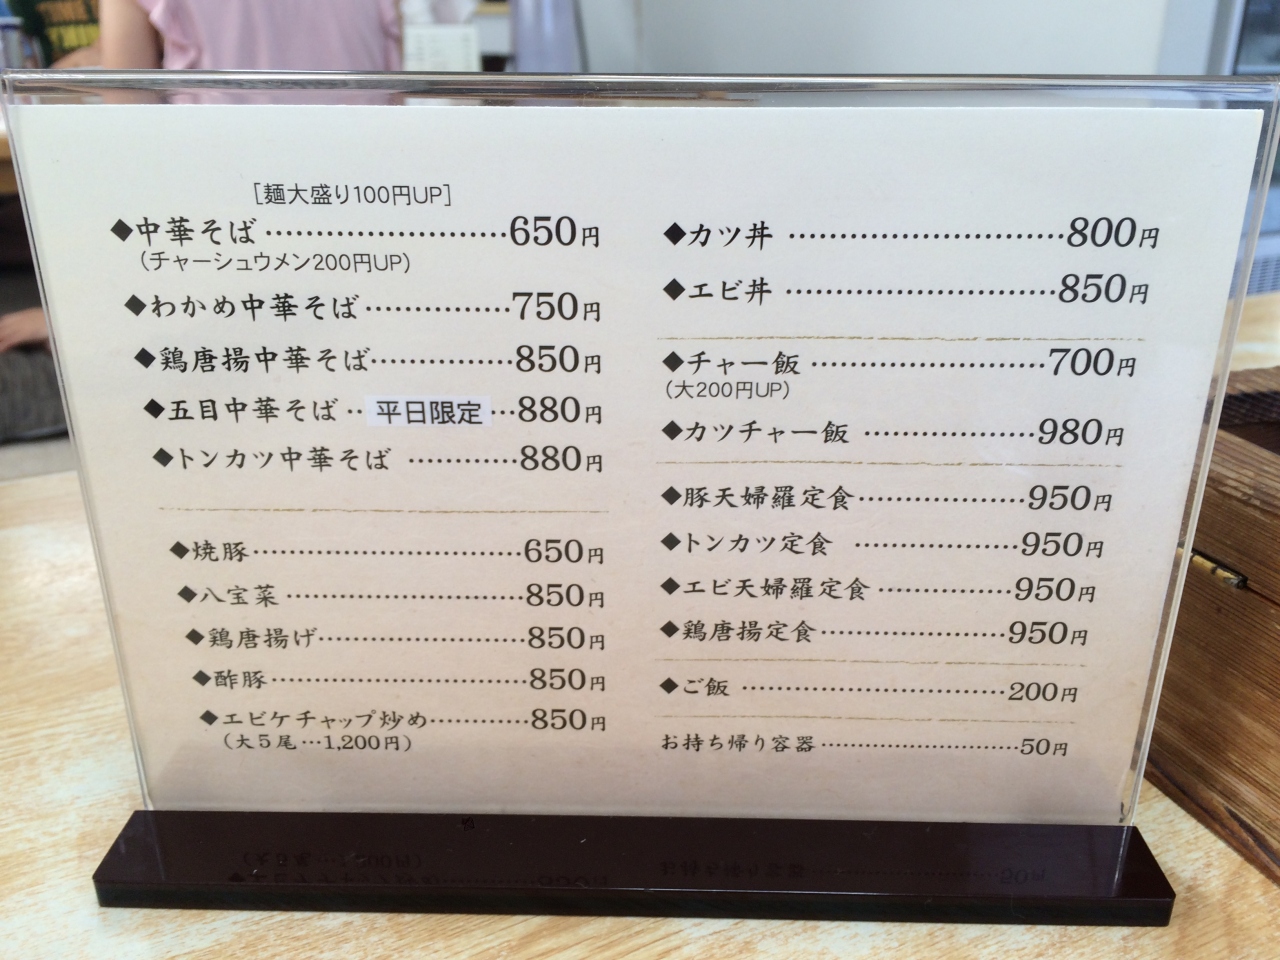 [麺大盛り100円UP]
◆中華そば……………………650円
(チャーシュウメン200円UP)
◆わかめ中華そば……………750円
◆鶏唐揚中華そば……………850円
◆五目中華そば‥平日限定…880円
◆トンカツ中華そば…………880円
◆焼豚…………………………650円
◆八宝菜………………………850円
◆鶏唐揚げ……………………850円
◆酢豚…………………………850円
◆エビケチャップ炒め………850円
(大5尾…1,200円)
◆カツ丼………………………800円
◆エビ丼………………………850円
◆チャー飯……………………700円
(大200円UP)
◆カツチャー飯………………980円
◆豚天婦羅定食………………950円
◆トンカツ定食………………950円
◆エビ天婦羅定食……………950円
◆鶏唐揚定食…………………950円
◆ご飯…………………………200円
お持ち帰り容器………………50円